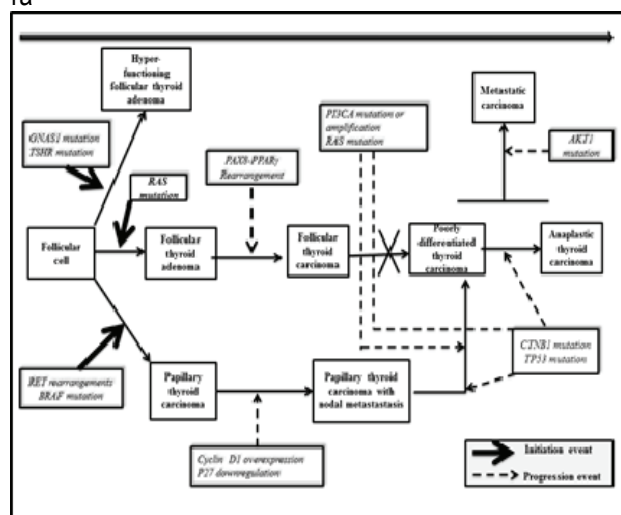 1a
Hyper-
functioning
follicular thyroid
adenoma
Metastatic
carcinoma
PI3CA mutation or
amplification
RAS mutation
GNAS1 mutation
TSHR mutation
AKT1
mutation
PAX8-PPARγ
Rearrangement
RAS
mutation
Follicular
cell
Follicular
thyroid
adenoma
Follicular
thyroid
carcinoma
Poorly
differentiated
thyroid
carcinoma
Anaplastic
thyroid
carcinoma
CTNB1 mutation
TP53 mutation
RET rearrangements
BRAF mutation
Papillary
thyroid
carcinoma
Papillary thyroid
carcinoma with
nodal metastastasis
Cyclin D1 overexpression
P27 downregulation
Initiation event
Progression event